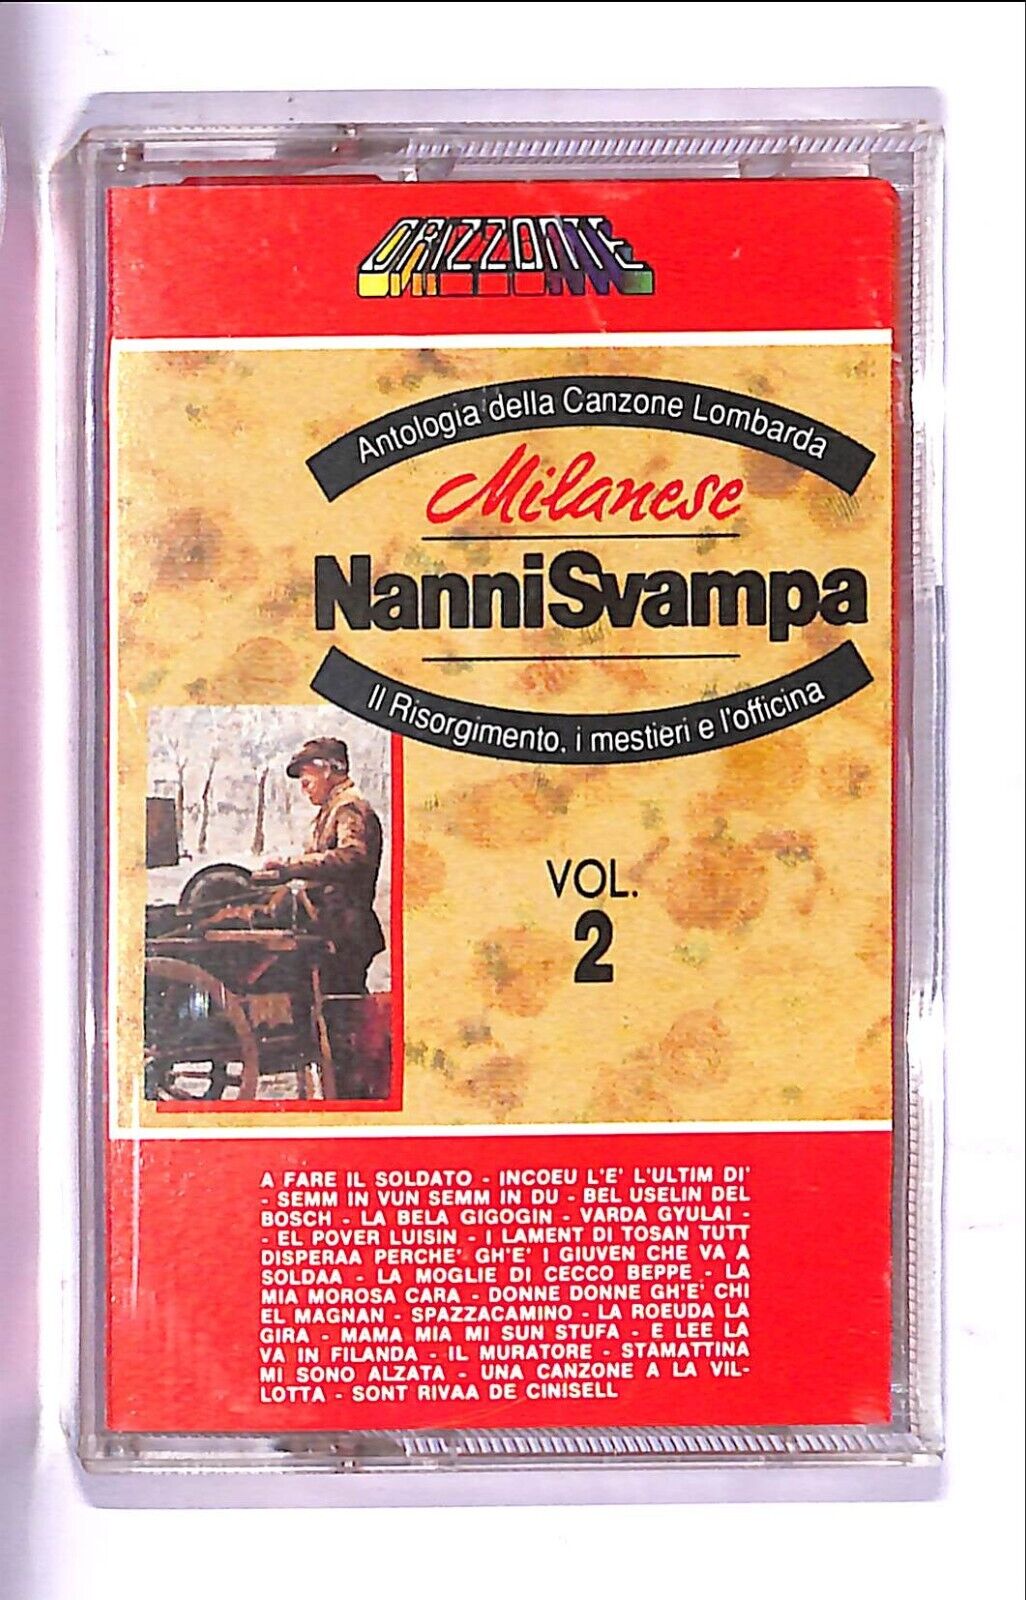 ORIZZONTE
Antologia della Canzone Lombarda
Milanese
NanniSvampa
Il Risorgimento, i mestieri e l'officina
VOL.
2
A FARE IL SOLDATO - INCOEU L'E' L'ULTIM DI'
- SEMM IN VUN SEMM IN DU - BEL USELIN DEL
BOSCH - LA BELA GIGOGIN - VARDA GYULAI -
- EL POVER LUISIN - I LAMENT DI TOSAN TUTT
DISPERAA PERCHE' GH'E' I GIUVEN CHE VA A
SOLDAA - LA MOGLIE DI CECCO BEPPE - LA
MIA MOROSA CARA - DONNE DONNE GH'E' CHI
EL MAGNAN - SPAZZACAMINO - LA ROEUDA LA
GIRA - MAMA MIA MI SUN STUFA - E LEE LA
VA IN FILANDA - IL MURATORE - STAMATTINA
MI SONO ALZATA - UNA CANZONE A LA VIL-
LOTTA - SONT RIVAA DE CINISELL